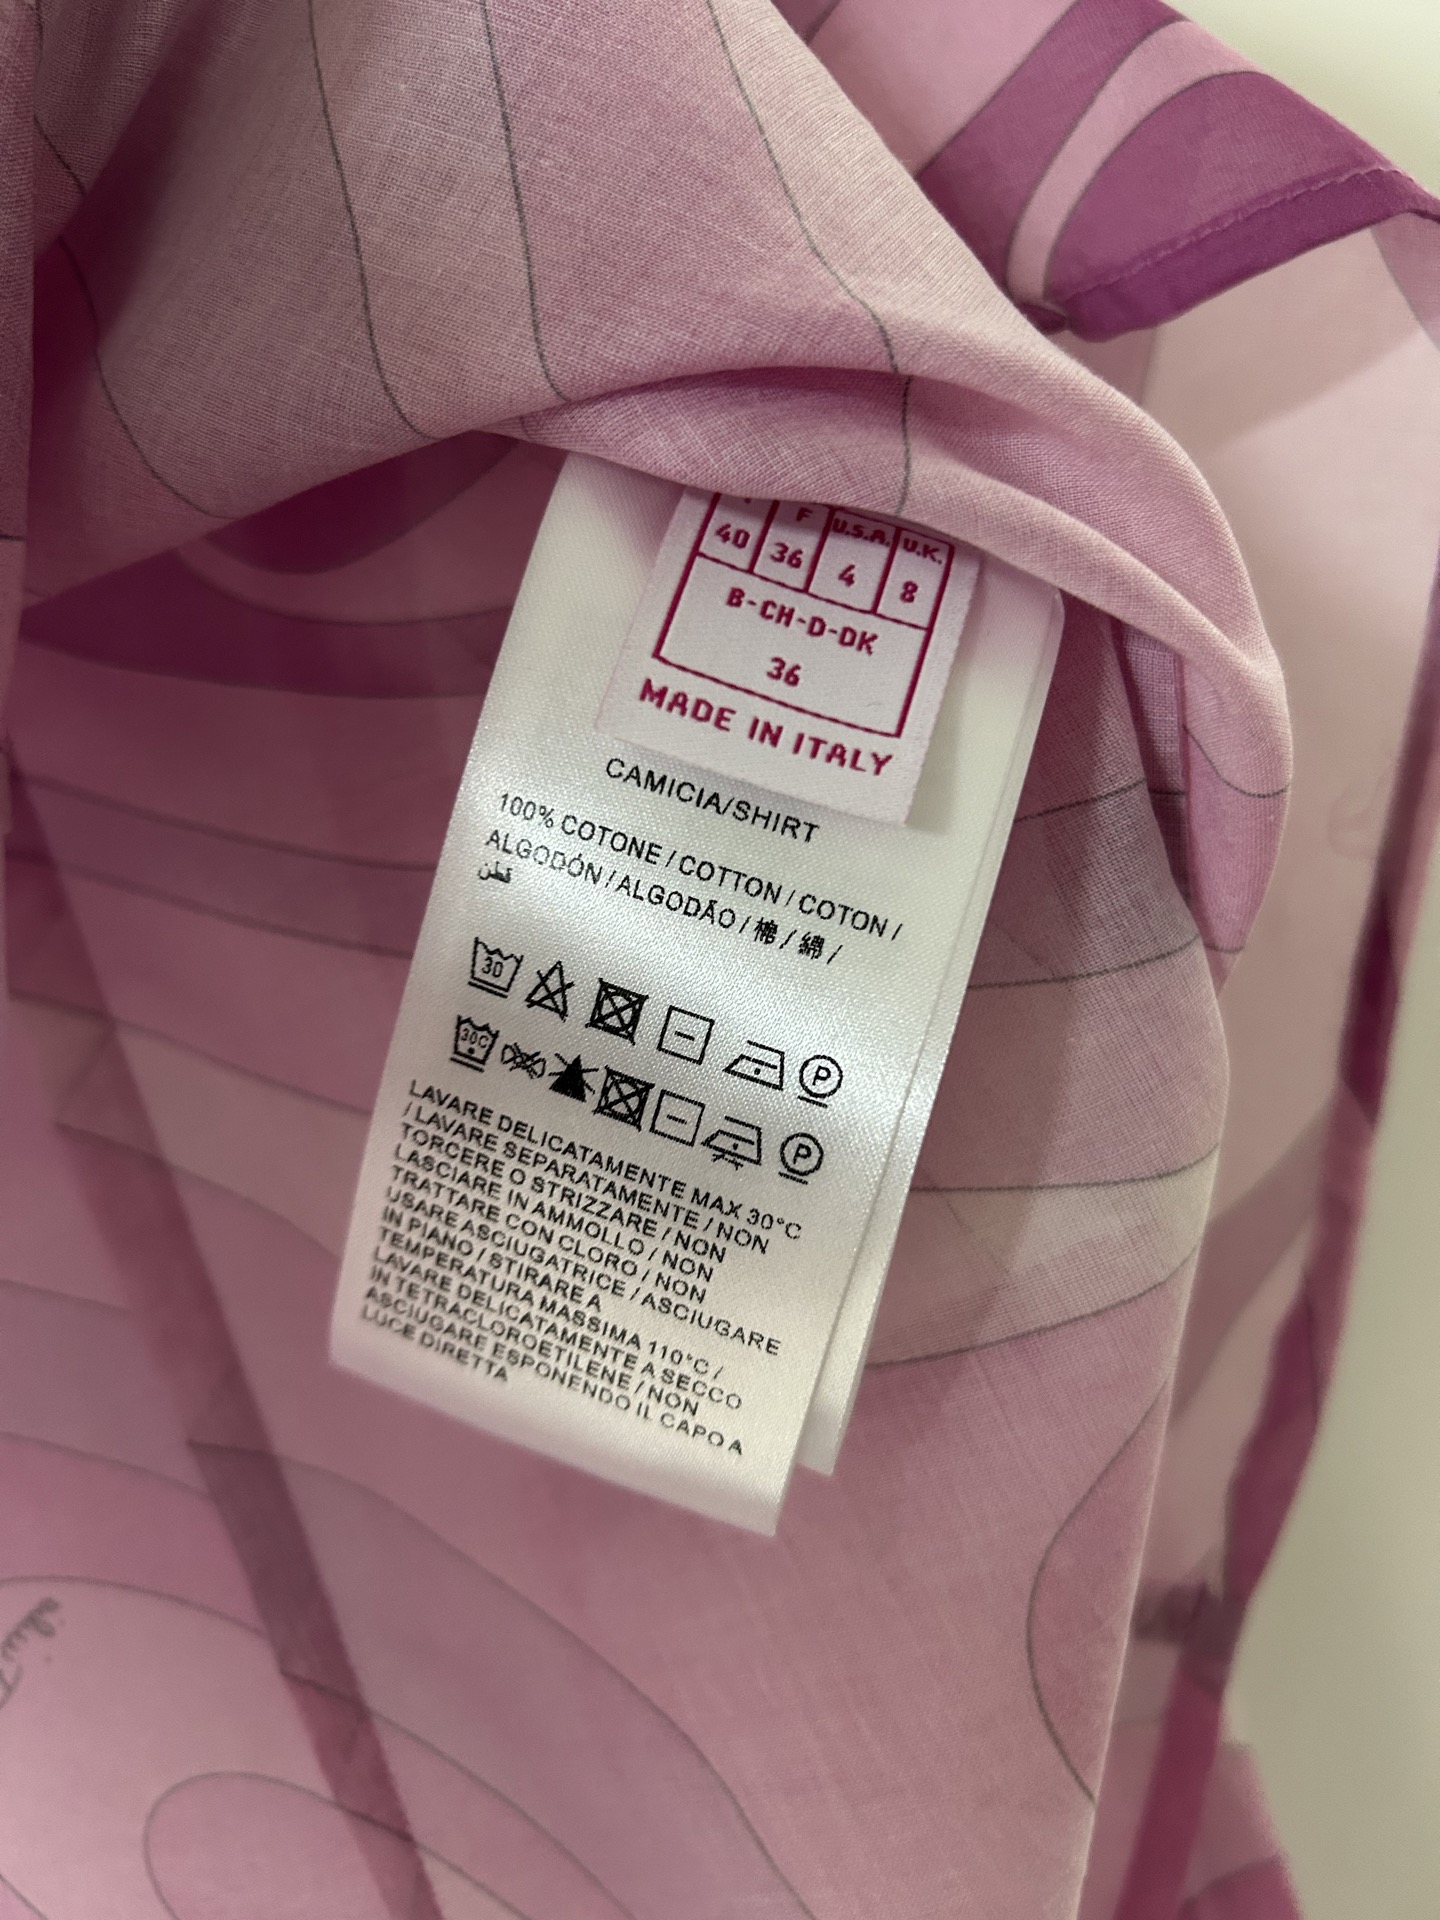 F U.S.A. U.K.
40 36 4 8
B-CH-D-DK
36
MADE IN ITALY
CAMICIA/SHIRT
100% COTONE / COTTON / COTON /
ALGODÓN / ALGODÃO / 棉 / 綿 /
قطن
30
30C
P
P
LAVARE DELICATAMENTE MAX 30°C
/ LAVARE SEPARATAMENTE / NON
TORCERE O STRIZZARE / NON
LASCIARE IN AMMOLLO / NON
TRATTARE CON CLORO / NON
USARE ASCIUGATRICE / ASCIUGARE
IN PIANO / STIRARE A
TEMPERATURA MASSIMA 110°C /
LAVARE DELICATAMENTE A SECCO
IN TETRACLOROETILENE / NON
ASCIUGARE ESPONENDO IL CAPO A
LUCE DIRETTA